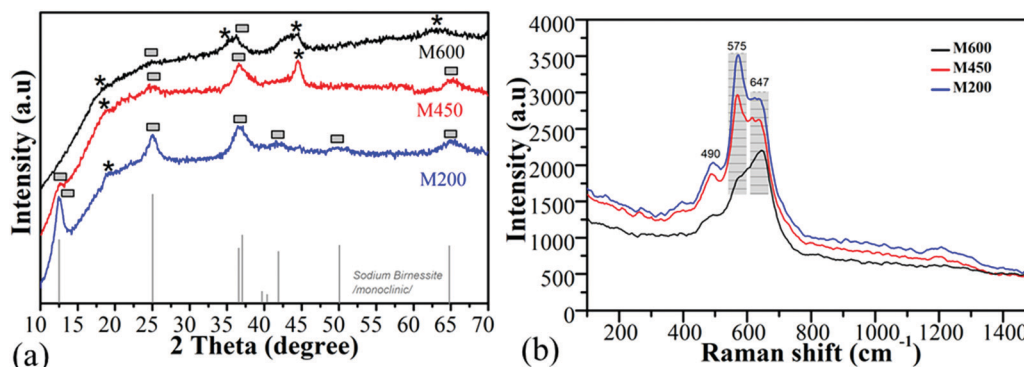 Intensity (a.u)
* * * *
M600
* *
M450
*
M200
Sodium Birnessite
/monoclinic/
10 15 20 25 30 35 40 45 50 55 60 65 70
2 Theta (degree)
(a)
Intensity (a.u)
4000
3500
3000
2500
2000
1500
1000
500
0
575
647
490
M600
M450
M200
200 400 600 800 1000 1200 1400
Raman shift (cm⁻¹)
(b)